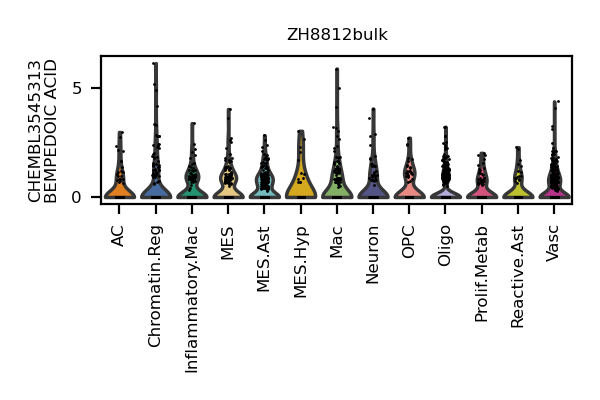 ZH8812bulk
CHEMBL3545313
BEMPEDOIC ACID
5
0
AC
Chromatin.Reg
Inflammatory.Mac
MES
MES.Ast
MES.Hyp
Mac
Neuron
OPC
Oligo
Prolif.Metab
Reactive.Ast
Vasc